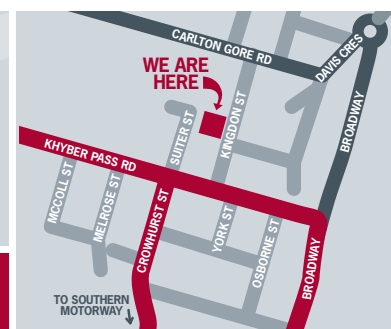 CARLTON GORE RD
DAVIS CRES
WE ARE
HERE
KINGDON ST
SUITER ST
BROADWAY
KHYBER PASS RD
MCCOLL ST
MELROSE ST
CROWHURST ST
YORK ST
OSBORNE ST
BROADWAY
TO SOUTHERN
MOTORWAY